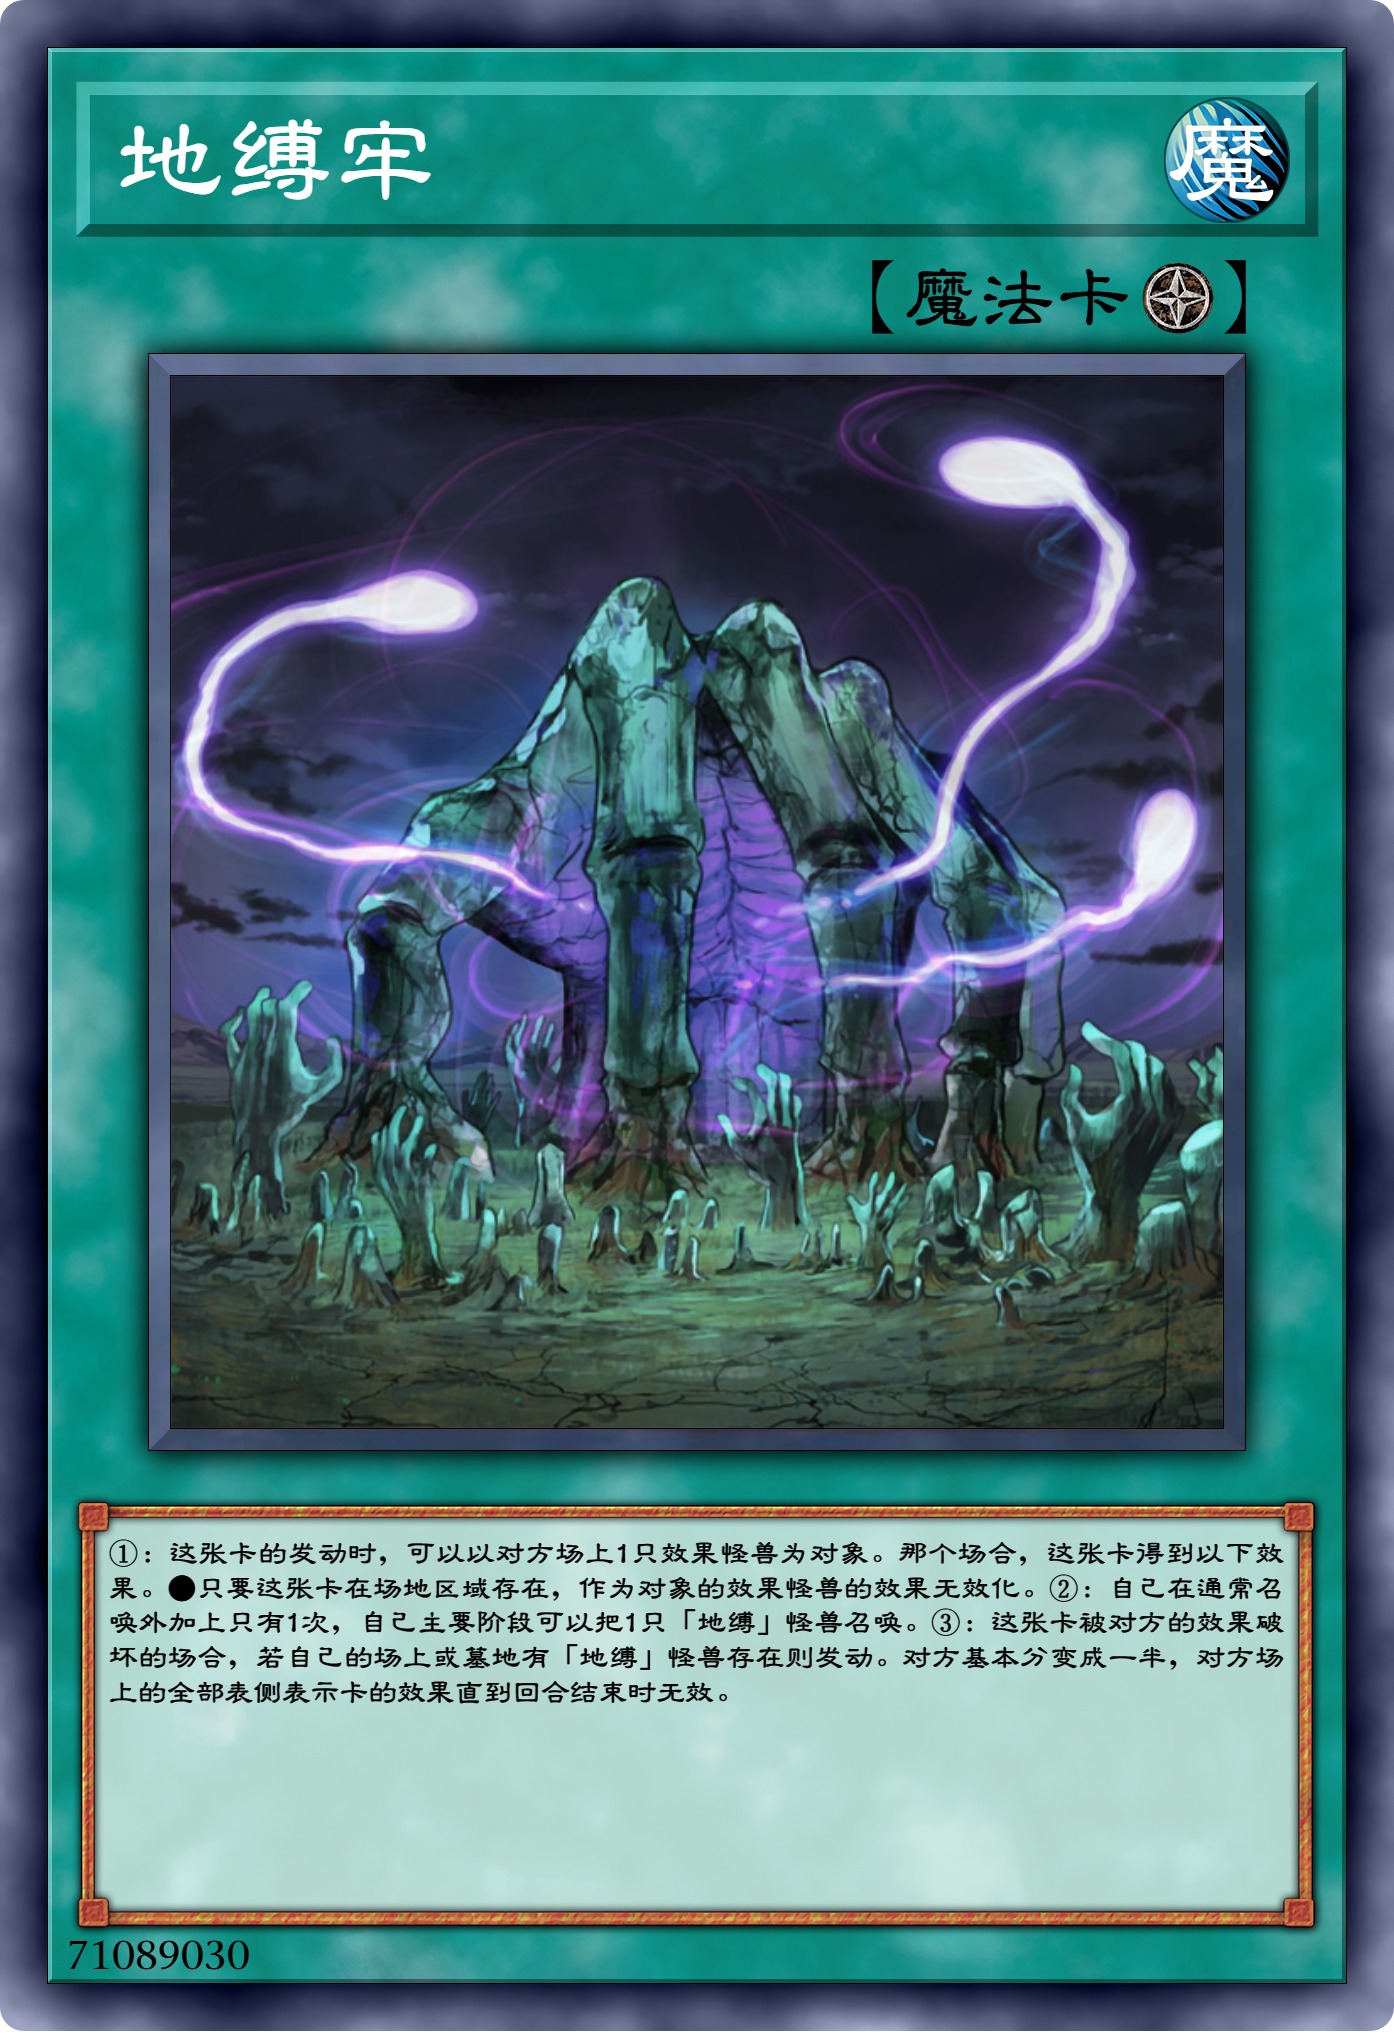 地缚牢
魔
【魔法卡】
①：这张卡的发动时，可以以对方场上1只效果怪兽为对象。那个场合，这张卡得到以下效
果。●只要这张卡在场地区域存在，作为对象的效果怪兽的效果无效化。②：自己在通常召
唤外加上只有1次，自己主要阶段可以把1只「地缚」怪兽召唤。③：这张卡被对方的效果破
坏的场合，若自己的场上或墓地有「地缚」怪兽存在则发动。对方基本分变成一半，对方场
上的全部表侧表示卡的效果直到回合结束时无效。
71089030